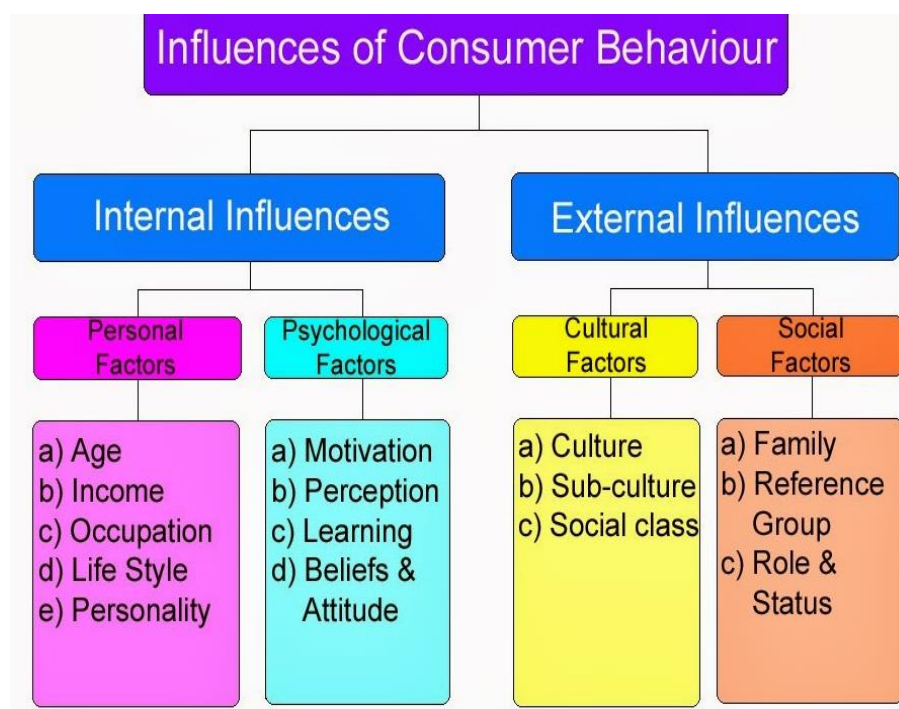 Influences of Consumer Behaviour
Internal Influences
External Influences
Personal
Factors
Psychological
Factors
Cultural
Factors
Social
Factors
a) Age
b) Income
c) Occupation
d) Life Style
e) Personality
a) Motivation
b) Perception
c) Learning
d) Beliefs &
Attitude
a) Culture
b) Sub-culture
c) Social class
a) Family
b) Reference
Group
c) Role &
Status